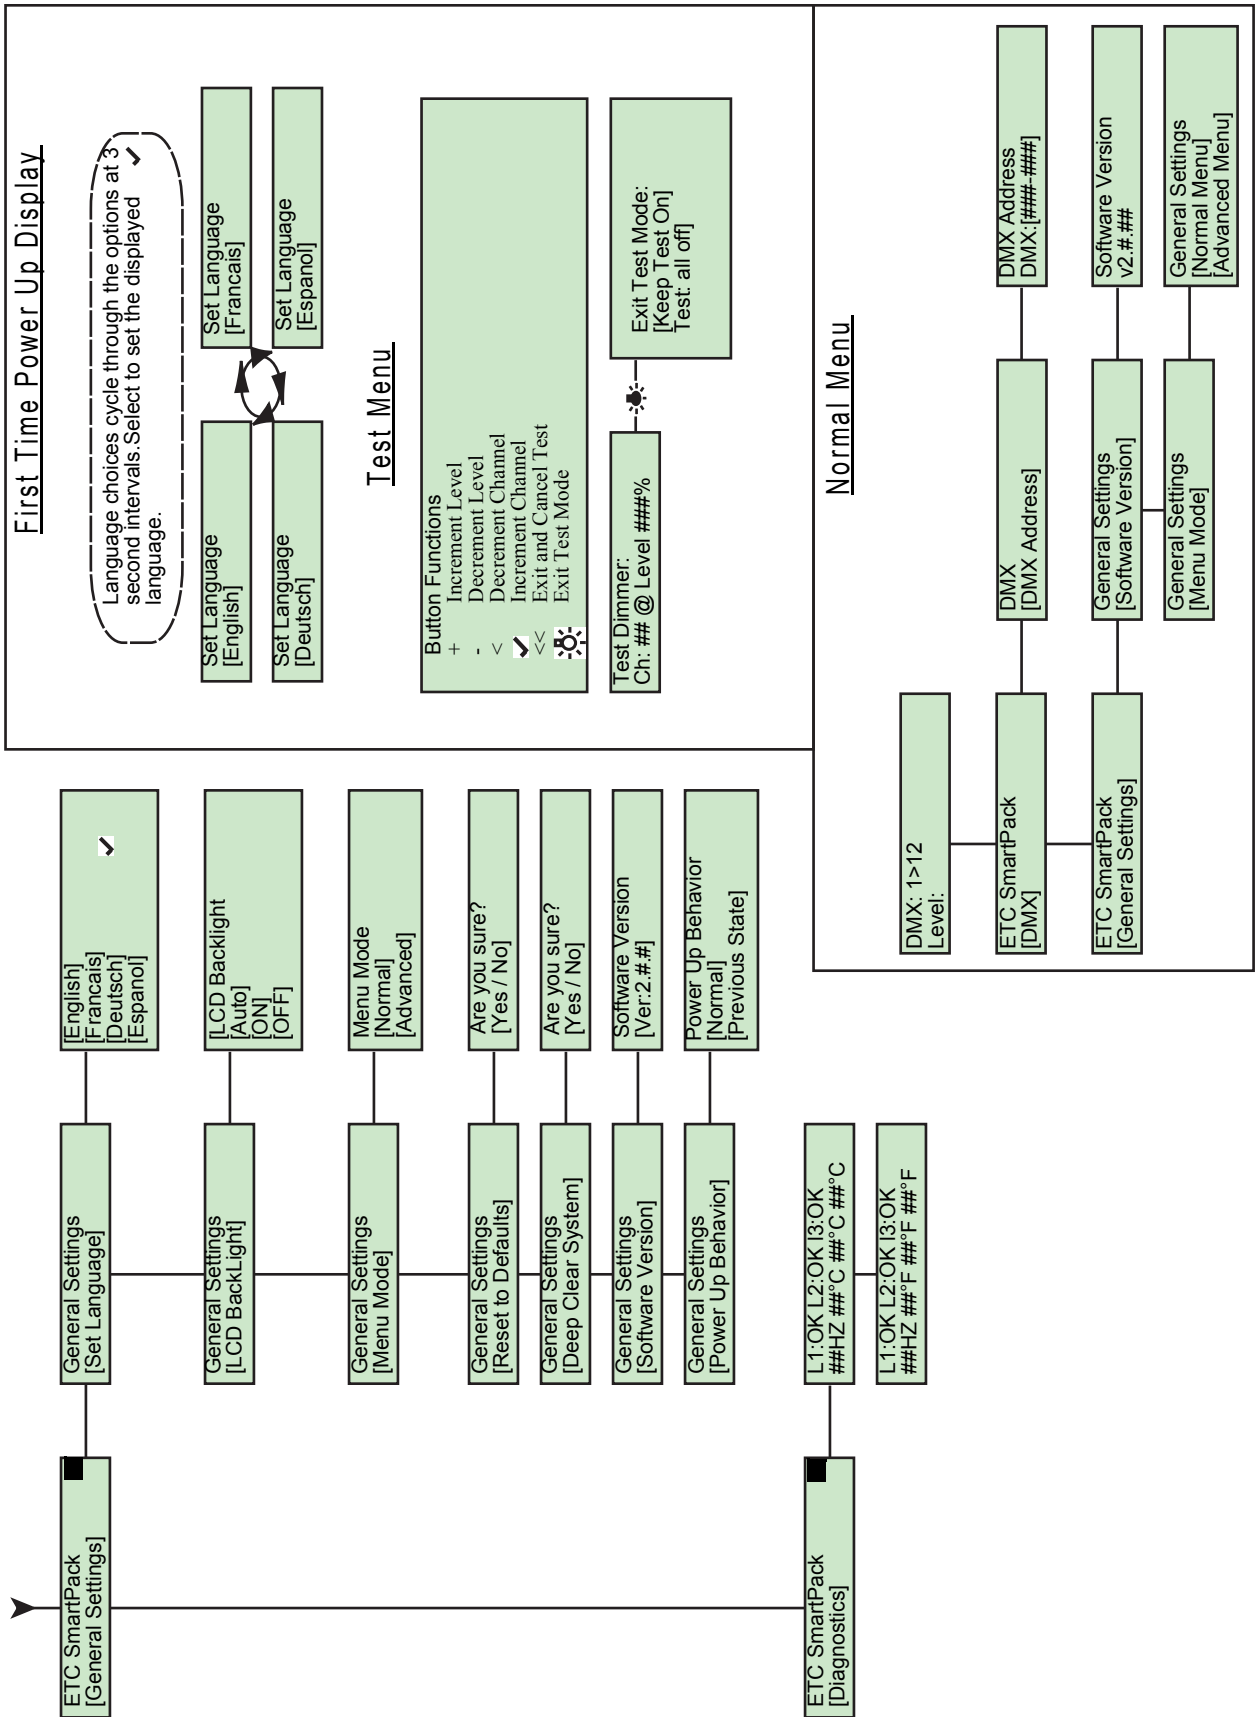 ETC SmartPack
[General Settings]
General Settings
[Set Language]
[English]
[Francais]
[Deutsch]
[Espanol]
General Settings
[LCD BackLight]
[LCD Backlight
[Auto]
[ON]
[OFF]
General Settings
[Menu Mode]
Menu Mode
[Normal]
[Advanced]
General Settings
[Reset to Defaults]
Are you sure?
[Yes / No]
General Settings
[Deep Clear System]
Are you sure?
[Yes / No]
General Settings
[Software Version]
Software Version
[Ver:2.#.#]
General Settings
[Power Up Behavior]
Power Up Behavior
[Normal]
[Previous State]
ETC SmartPack
[Diagnostics]
L1:OK L2:OK l3:OK
##HZ ##°C ##°C ##°C
L1:OK L2:OK l3:OK
##HZ ##°F ##°F ##°F
First Time Power Up Display
Language choices cycle through the options at 3
second intervals.Select to set the displayed
language.
Set Language
[English]
Set Language
[Francais]
Set Language
[Deutsch]
Set Language
[Espanol]
Test Menu
Button Functions
+ Increment Level
- Decrement Level
< Decrement Channel
Increment Channel
<< Exit and Cancel Test
Exit Test Mode
Test Dimmer:
Ch: ## @ Level ###%
Exit Test Mode:
[Keep Test On]
Test: all off]
Normal Menu
DMX: 1>12
Level:
ETC SmartPack
[DMX]
DMX
[DMX Address]
DMX Address
DMX:[###-###]
ETC SmartPack
[General Settings]
General Settings
[Software Version]
Software Version
v2.#.##
General Settings
[Menu Mode]
General Settings
[Normal Menu]
[Advanced Menu]